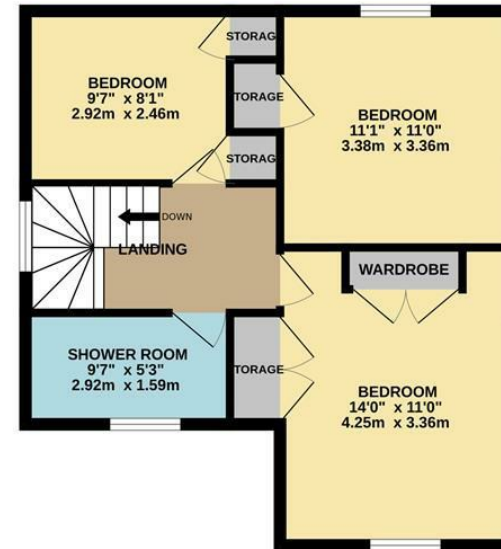 STORAG
BEDROOM
9'7" x 8'1"
2.92m x 2.46m
TORAGE
BEDROOM
11'1" x 11'0"
3.38m x 3.36m
STORAG
DOWN
LANDING
WARDROBE
SHOWER ROOM
9'7" x 5'3"
2.92m x 1.59m
TORAGE
BEDROOM
14'0" x 11'0"
4.25m x 3.36m